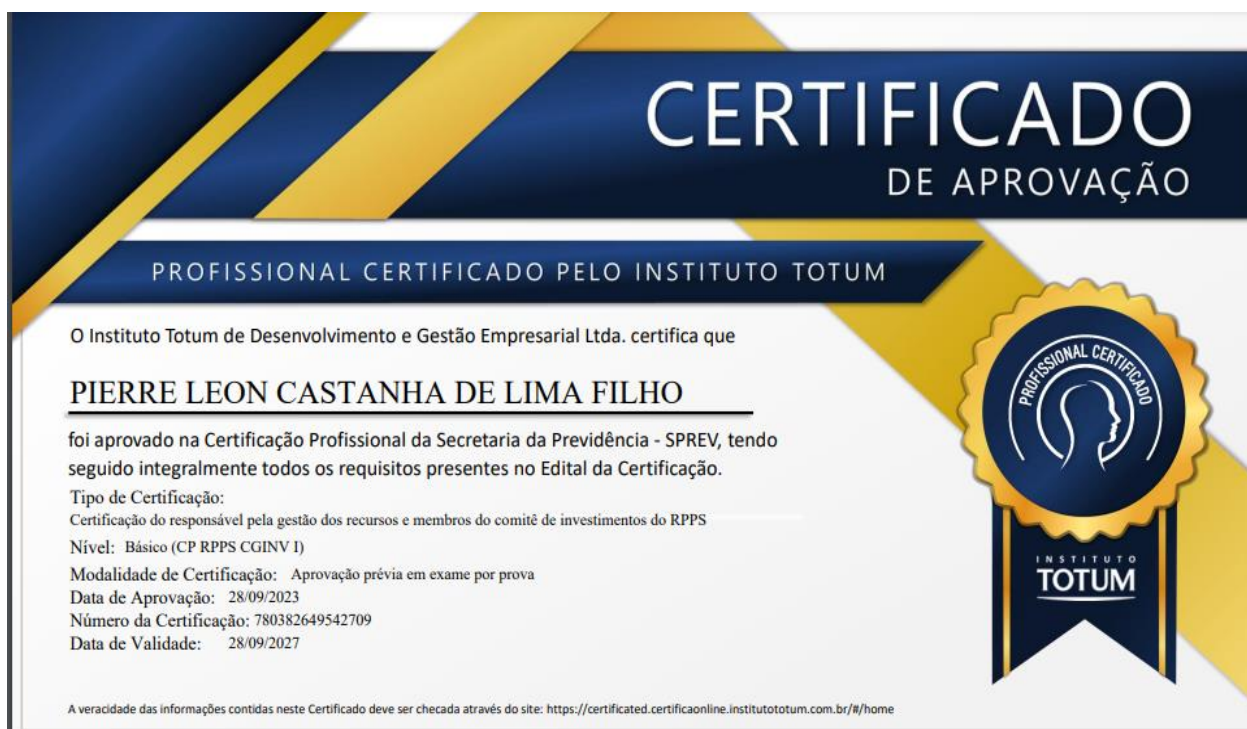 CERTIFICADO
DE APROVAÇÃO
PROFISSIONAL CERTIFICADO PELO INSTITUTO TOTUM
O Instituto Totum de Desenvolvimento e Gestão Empresarial Ltda. certifica que
PIERRE LEON CASTANHA DE LIMA FILHO
foi aprovado na Certificação Profissional da Secretaria da Previdência - SPREV, tendo
seguido integralmente todos os requisitos presentes no Edital da Certificação.
Tipo de Certificação:
Certificação do responsável pela gestão dos recursos e membros do comitê de investimentos do RPPS
Nível: Básico (CP RPPS CGINV I)
Modalidade de Certificação: Aprovação prévia em exame por prova
Data de Aprovação: 28/09/2023
Número da Certificação: 780382649542709
Data de Validade: 28/09/2027
PROFISSIONAL CERTIFICADO
INSTITUTO
TOTUM
A veracidade das informações contidas neste Certificado deve ser checada através do site: https://certificated.certificaonline.institutototum.com.br/#/home